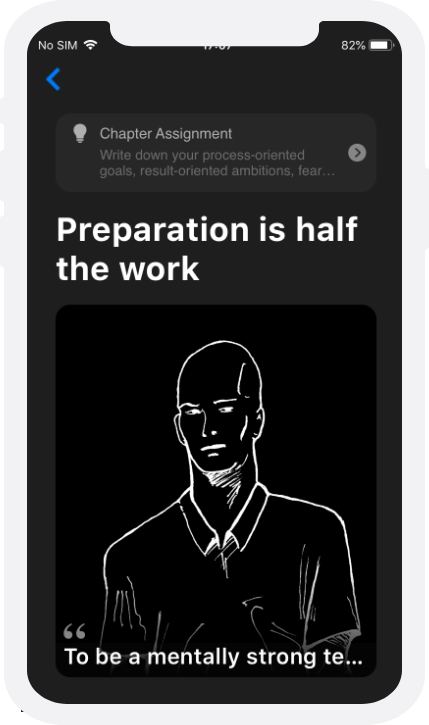 No SIM 82%
Chapter Assignment
Write down your process-oriented
goals, result-oriented ambitions, fear…
Preparation is half
the work
“
To be a mentally strong te...